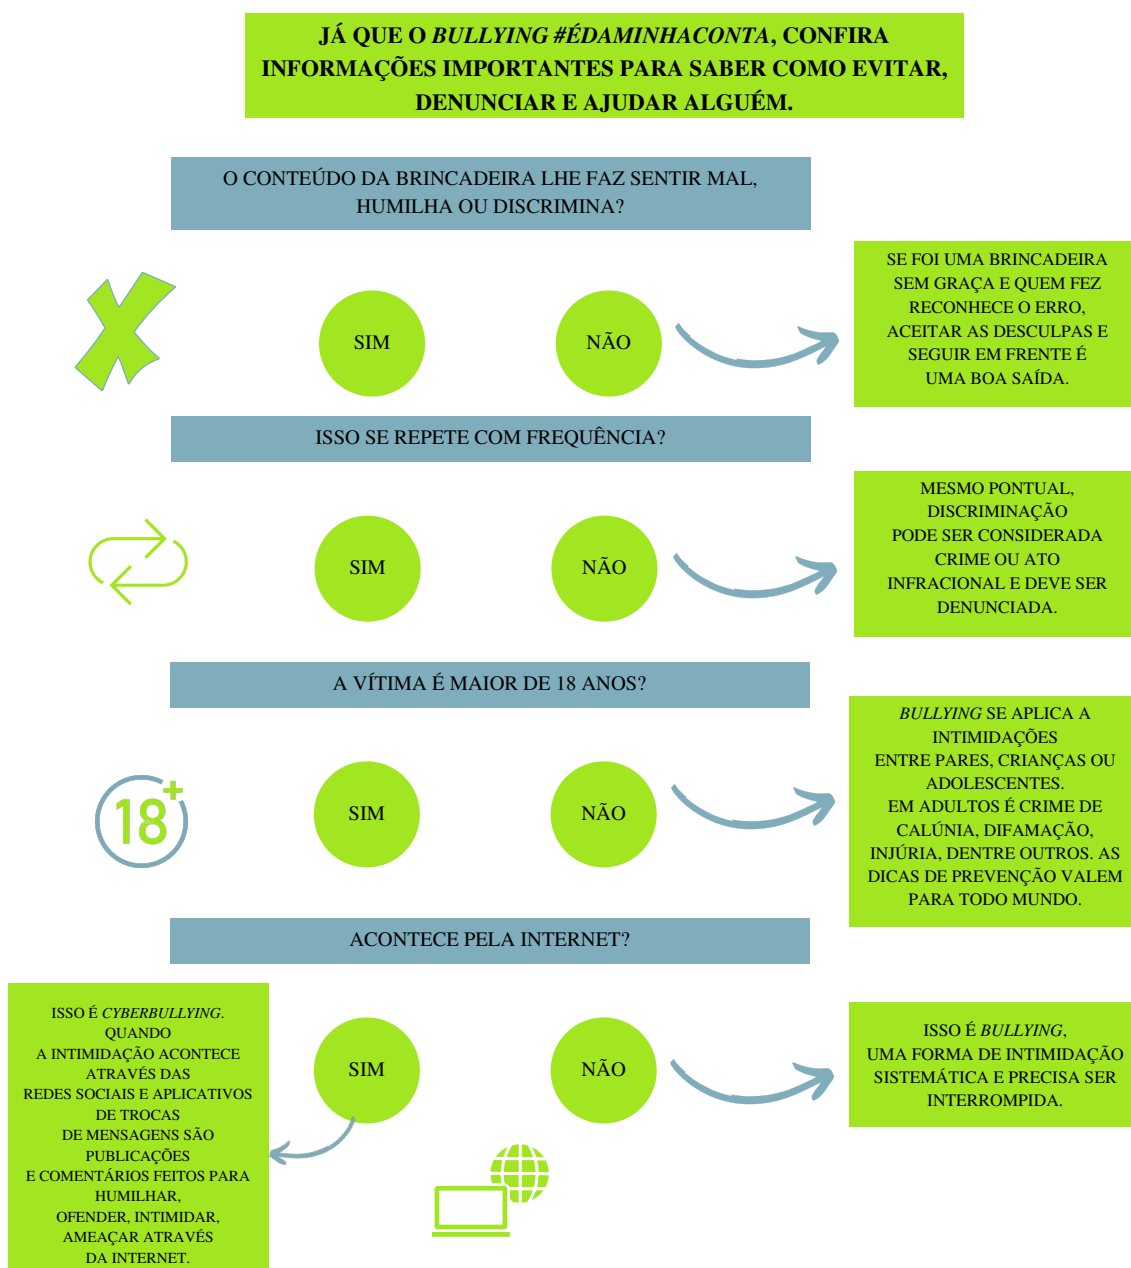 JÁ QUE O BULLYING #ÉDAMINHACONTA, CONFIRA
INFORMAÇÕES IMPORTANTES PARA SABER COMO EVITAR,
DENUNCIAR E AJUDAR ALGUÉM.
O CONTEÚDO DA BRINCADEIRA LHE FAZ SENTIR MAL,
HUMILHA OU DISCRIMINA?
SIM
NÃO
SE FOI UMA BRINCADEIRA
SEM GRAÇA E QUEM FEZ
RECONHECE O ERRO,
ACEITAR AS DESCULPAS E
SEGUIR EM FRENTE É
UMA BOA SAÍDA.
ISSO SE REPETE COM FREQUÊNCIA?
SIM
NÃO
MESMO PONTUAL,
DISCRIMINAÇÃO
PODE SER CONSIDERADA
CRIME OU ATO
INFRACIONAL E DEVE SER
DENUNCIADA.
A VÍTIMA É MAIOR DE 18 ANOS?
18+
SIM
NÃO
BULLYING SE APLICA A
INTIMIDAÇÕES
ENTRE PARES, CRIANÇAS OU
ADOLESCENTES.
EM ADULTOS É CRIME DE
CALÚNIA, DIFAMAÇÃO,
INJÚRIA, DENTRE OUTROS. AS
DICAS DE PREVENÇÃO VALEM
PARA TODO MUNDO.
ACONTECE PELA INTERNET?
ISSO É CYBERBULLYING.
QUANDO
A INTIMIDAÇÃO ACONTECE
ATRAVÉS DAS
REDES SOCIAIS E APLICATIVOS
DE TROCAS
DE MENSAGENS SÃO
PUBLICAÇÕES
E COMENTÁRIOS FEITOS PARA
HUMILHAR,
OFENDER, INTIMIDAR,
AMEAÇAR ATRAVÉS
DA INTERNET.
SIM
NÃO
ISSO É BULLYING,
UMA FORMA DE INTIMIDAÇÃO
SISTEMÁTICA E PRECISA SER
INTERROMPIDA.